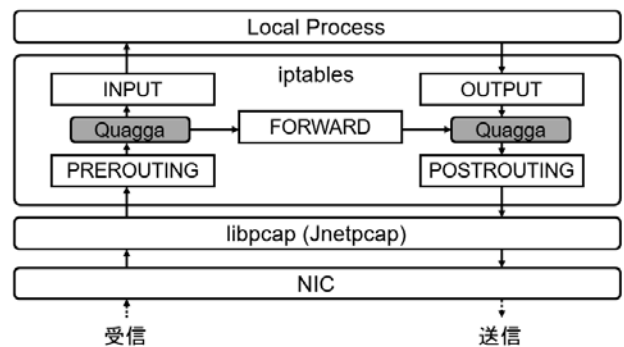 Local Process
iptables
INPUT
OUTPUT
Quagga
FORWARD
Quagga
PREROUTING
POSTROUTING
libpcap (Jnetpcap)
NIC
受信
送信